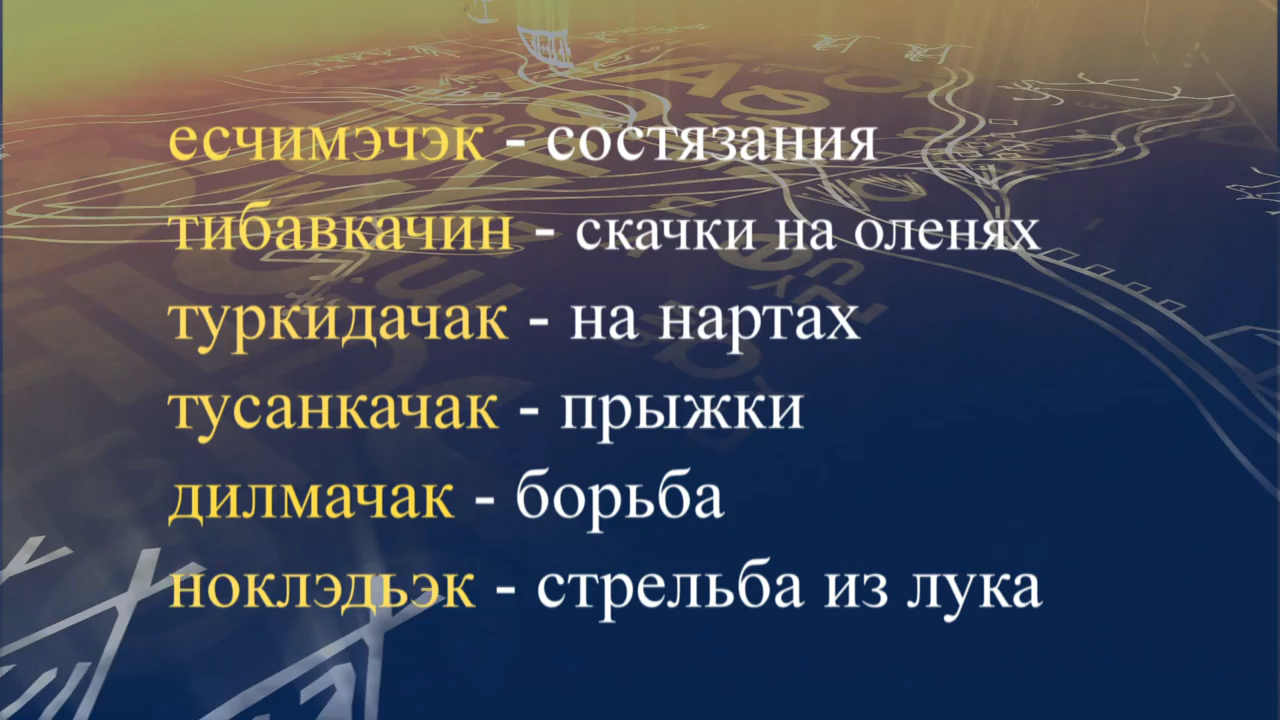 есчимэчэк - состязания
тибавкачин - скачки на оленях
туркидачак - на нартах
тусанкачак - прыжки
дилмачак - борьба
ноклэдьэк - стрельба из лука